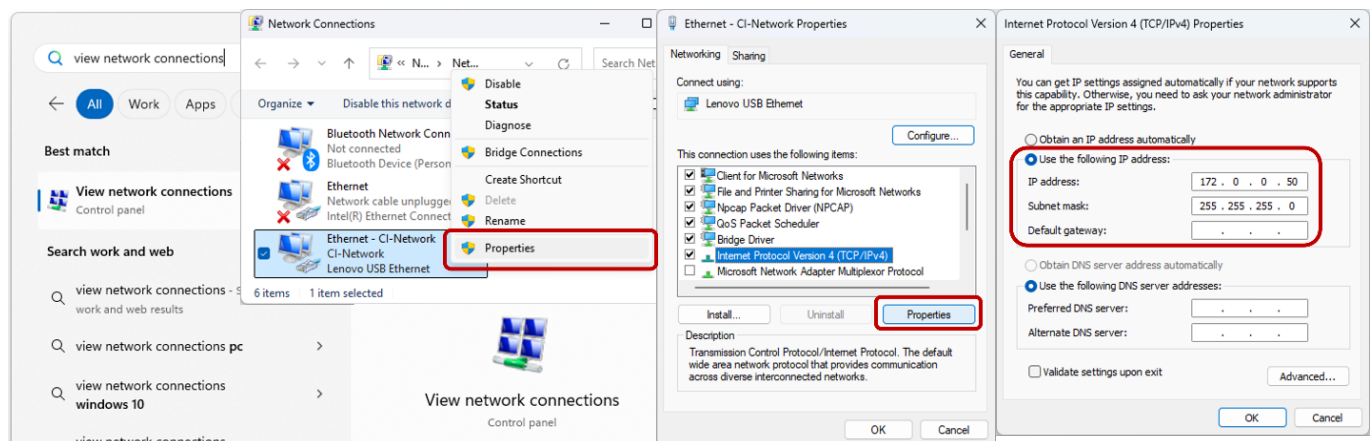 view network connections
All
Work
Apps
Best match
View network connections
Control panel
Search work and web
view network connections - S
work and web results
view network connections pc
view network connections
windows 10
view network connections
View network connections
Control panel
Network Connections
« N... › Net...
Search Net
Organize
Disable this network d
Bluetooth Network Conn
Not connected
Bluetooth Device (Person
Ethernet
Network cable unplugge
Intel(R) Ethernet Connect
Ethernet - CI-Network
CI-Network
Lenovo USB Ethernet
6 items
1 item selected
Disable
Status
Diagnose
Bridge Connections
Create Shortcut
Delete
Rename
Properties
Ethernet - CI-Network Properties
Networking
Sharing
Connect using:
Lenovo USB Ethernet
Configure...
This connection uses the following items:
Client for Microsoft Networks
File and Printer Sharing for Microsoft Networks
Npcap Packet Driver (NPCAP)
QoS Packet Scheduler
Bridge Driver
Internet Protocol Version 4 (TCP/IPv4)
Microsoft Network Adapter Multiplexor Protocol
Install...
Uninstall
Properties
Description
Transmission Control Protocol/Internet Protocol. The default
wide area network protocol that provides communication
across diverse interconnected networks.
OK
Cancel
Internet Protocol Version 4 (TCP/IPv4) Properties
General
You can get IP settings assigned automatically if your network supports
this capability. Otherwise, you need to ask your network administrator
for the appropriate IP settings.
Obtain an IP address automatically
Use the following IP address:
IP address:
172 . 0 . 0 . 50
Subnet mask:
255 . 255 . 255 . 0
Default gateway:
. . .
Obtain DNS server address automatically
Use the following DNS server addresses:
Preferred DNS server:
. . .
Alternate DNS server:
. . .
Validate settings upon exit
Advanced...
OK
Cancel